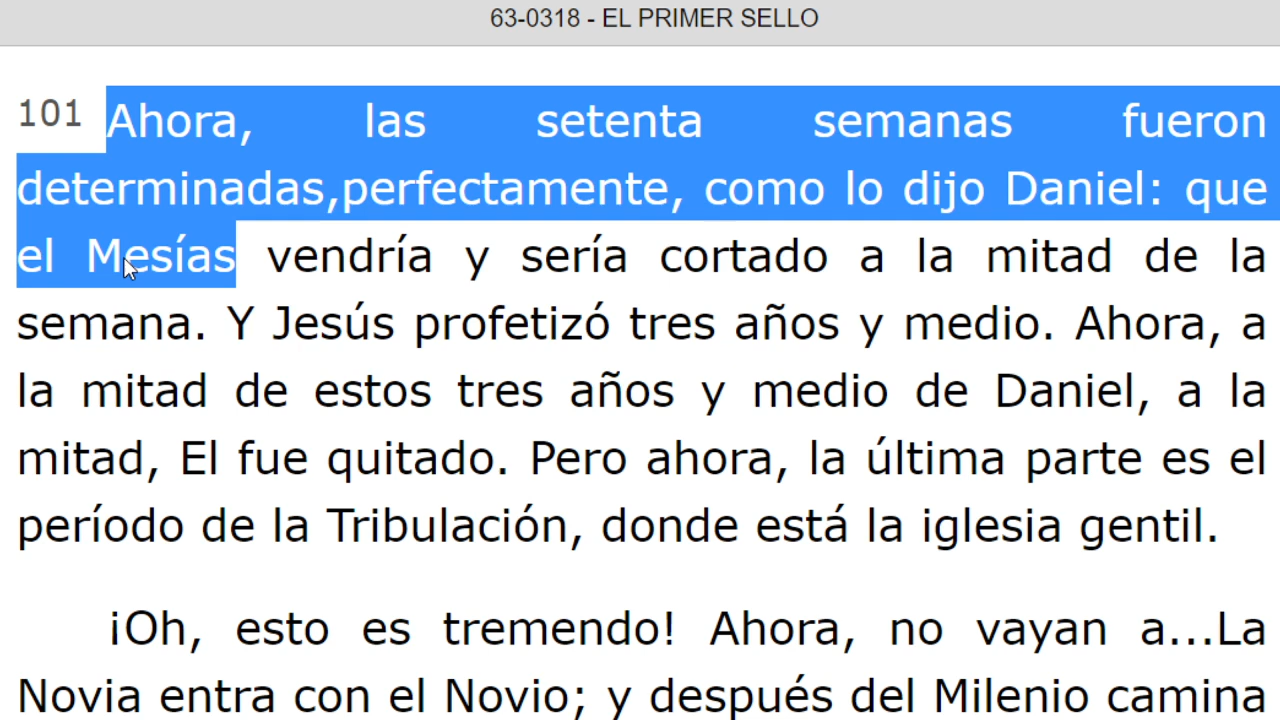 63-0318 - EL PRIMER SELLO
101 Ahora, las setenta semanas fueron
determinadas,perfectamente, como lo dijo Daniel: que
el Mesías vendría y sería cortado a la mitad de la
semana. Y Jesús profetizó tres años y medio. Ahora, a
la mitad de estos tres años y medio de Daniel, a la
mitad, El fue quitado. Pero ahora, la última parte es el
período de la Tribulación, donde está la iglesia gentil.
¡Oh, esto es tremendo! Ahora, no vayan a...La
Novia entra con el Novio; y después del Milenio camina